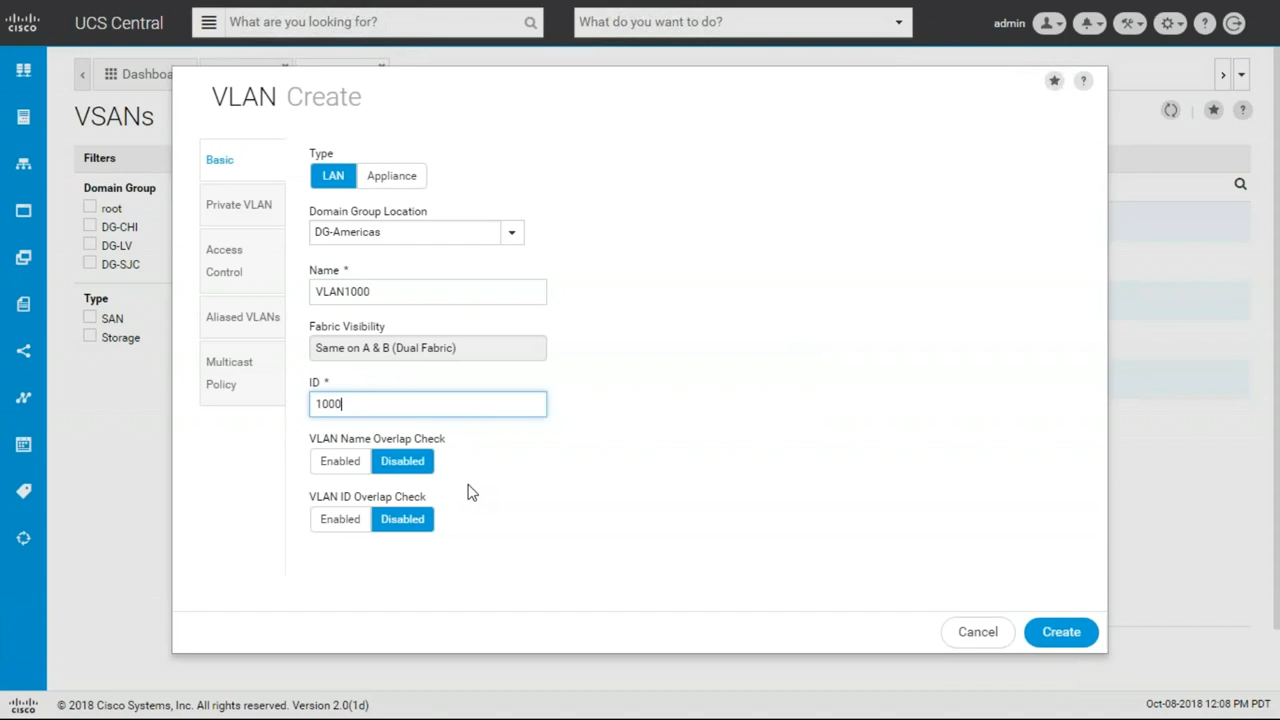 CISCO
UCS Central
What are you looking for?
What do you want to do?
admin
Dashboa
VSANs
Filters
Domain Group
root
DG-CHI
DG-LV
DG-SJC
Type
SAN
Storage
VLAN Create
Basic
Private VLAN
Access
Control
Aliased VLANs
Multicast
Policy
Type
LAN
Appliance
Domain Group Location
DG-Americas
Name *
VLAN1000
Fabric Visibility
Same on A & B (Dual Fabric)
ID *
1000
VLAN Name Overlap Check
Enabled
Disabled
VLAN ID Overlap Check
Enabled
Disabled
Cancel
Create
CISCO
© 2018 Cisco Systems, Inc. All rights reserved. Version 2.0(1d)
Oct-08-2018 12:08 PM PDT